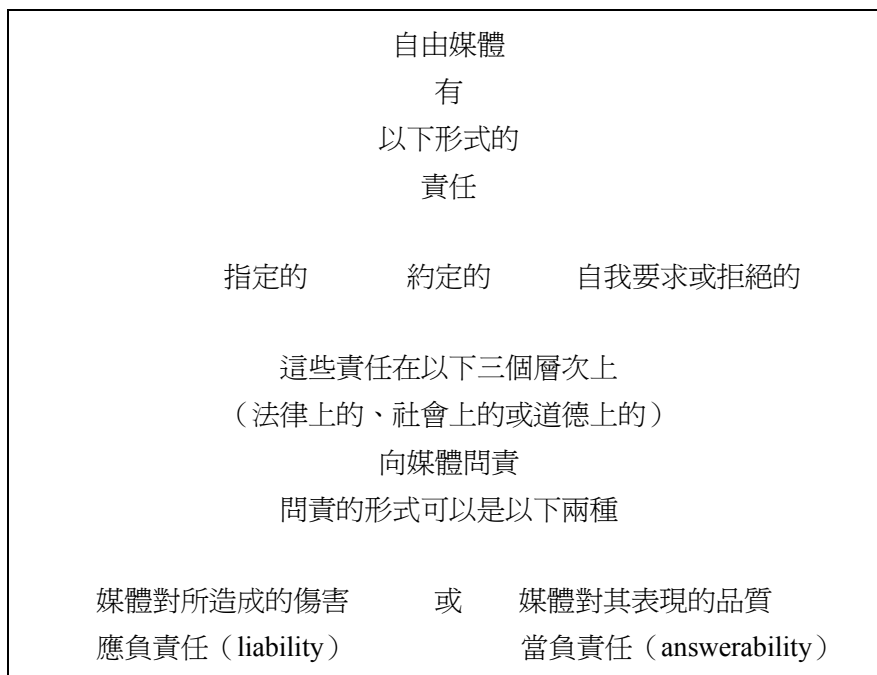 自由媒體
有
以下形式的
責任
指定的 約定的 自我要求或拒絕的
這些責任在以下三個層次上
（法律上的、社會上的或道德上的）
向媒體問責
問責的形式可以是以下兩種
媒體對所造成的傷害 或 媒體對其表現的品質
應負責任（liability） 當負責任（answerability）